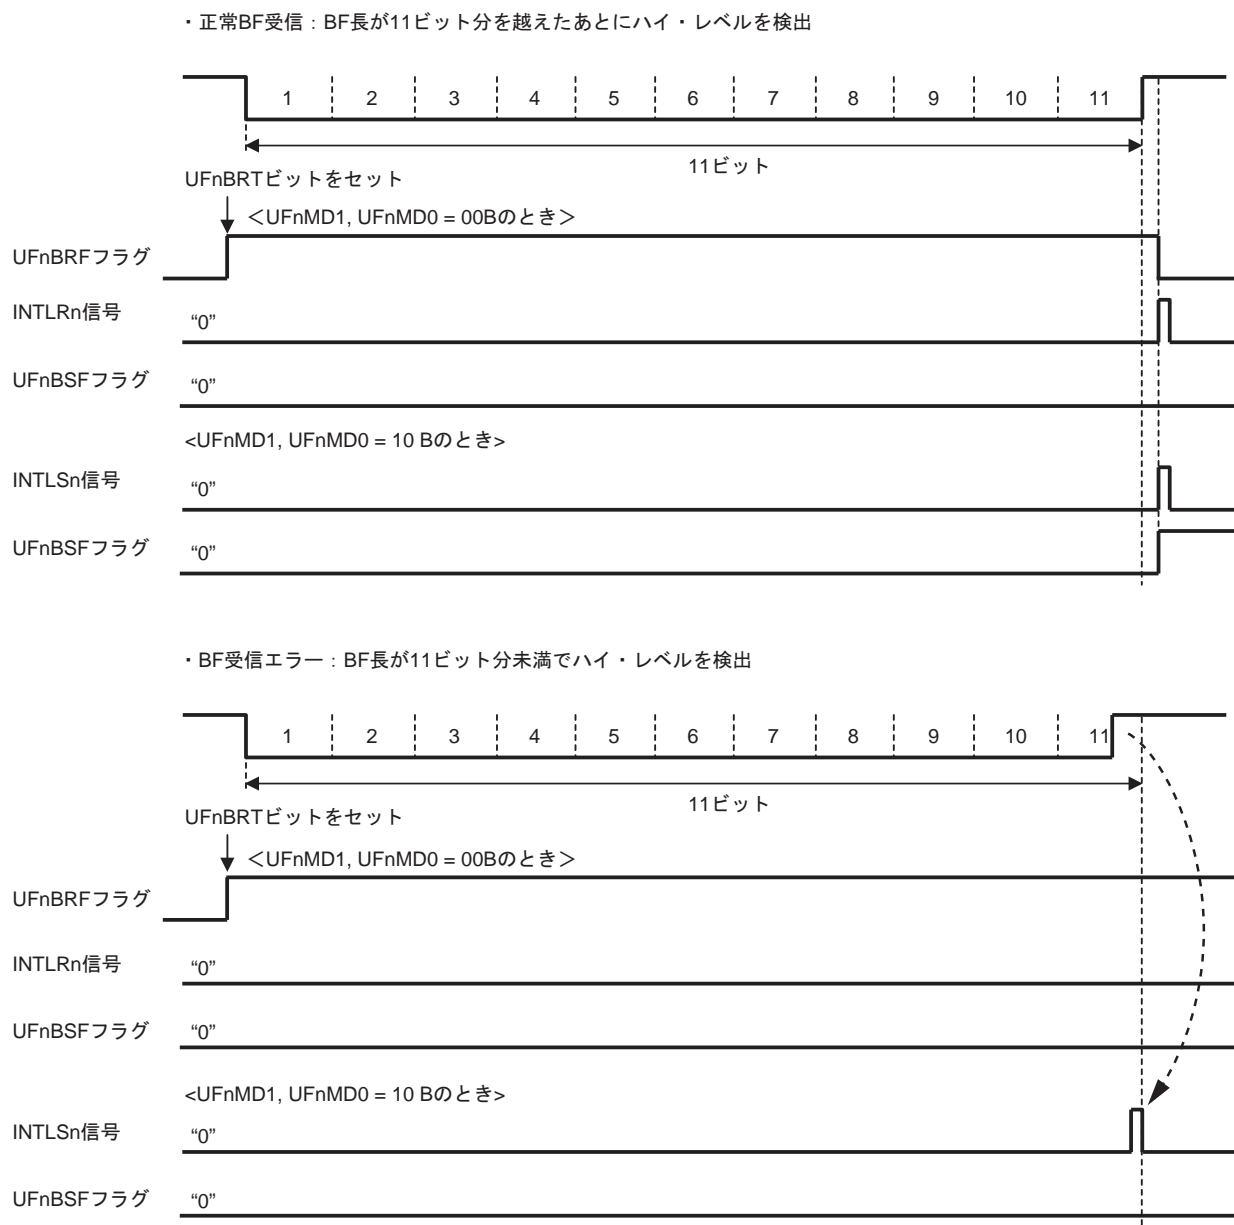 ・正常BF受信：BF長が11ビット分を越えたあとにハイ・レベルを検出
1 2 3 4 5 6 7 8 9 10 11
11ビット
UFnBRTビットをセット
＜UFnMD1, UFnMD0 = 00Bのとき＞
UFnBRFフラグ
INTLRn信号 “0”
UFnBSFフラグ “0”
<UFnMD1, UFnMD0 = 10 Bのとき>
INTLSn信号 “0”
UFnBSFフラグ “0”
・BF受信エラー：BF長が11ビット分未満でハイ・レベルを検出
1 2 3 4 5 6 7 8 9 10 11
11ビット
UFnBRTビットをセット
＜UFnMD1, UFnMD0 = 00Bのとき＞
UFnBRFフラグ
INTLRn信号 “0”
UFnBSFフラグ “0”
<UFnMD1, UFnMD0 = 10 Bのとき>
INTLSn信号 “0”
UFnBSFフラグ “0”